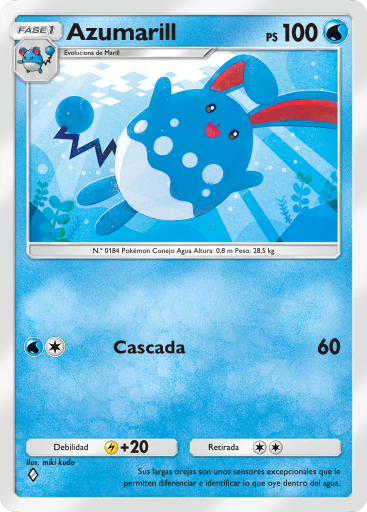 FASE 1
Azumarill
PS 100
Evoluciona de Marill
N.º 0184 Pokémon Conejo Agua Altura: 0,8 m Peso: 28,5 kg
Cascada 60
Debilidad +20 Retirada
Ilus. miki kudo
Sus largas orejas son unos sensores excepcionales que le
permiten diferenciar e identificar lo que oye dentro del agua.